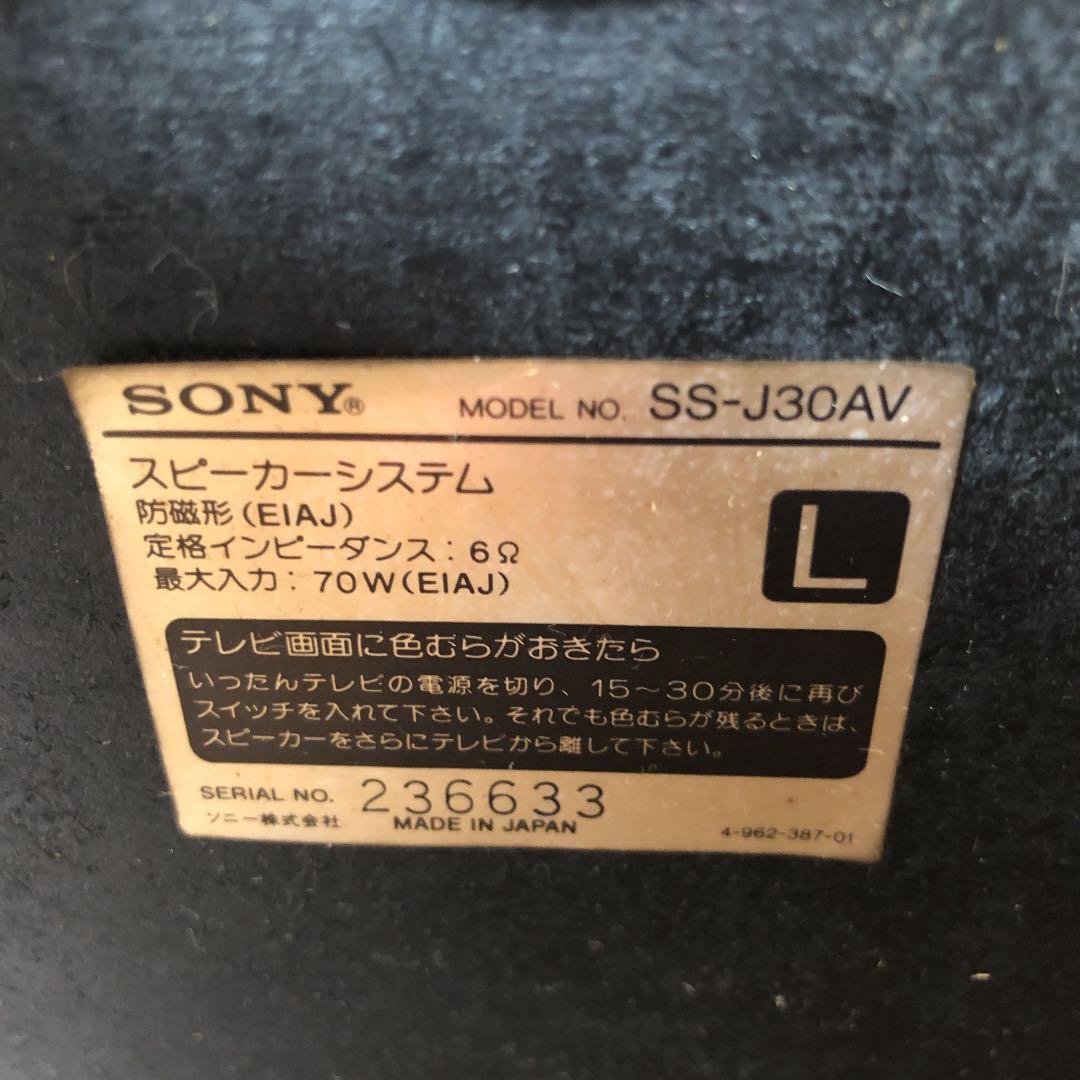 SONY® MODEL NO. SS-J30AV
スピーカーシステム
防磁形(EIAJ)
定格インピーダンス：6Ω
最大入力：70W(EIAJ)
L
テレビ画面に色むらがおきたら
いったんテレビの電源を切り、15～30分後に再び
スイッチを入れて下さい。それでも色むらが残るときは、
スピーカーをさらにテレビから離して下さい。
SERIAL NO. 236633
ソニー株式会社 MADE IN JAPAN 4-962-387-01